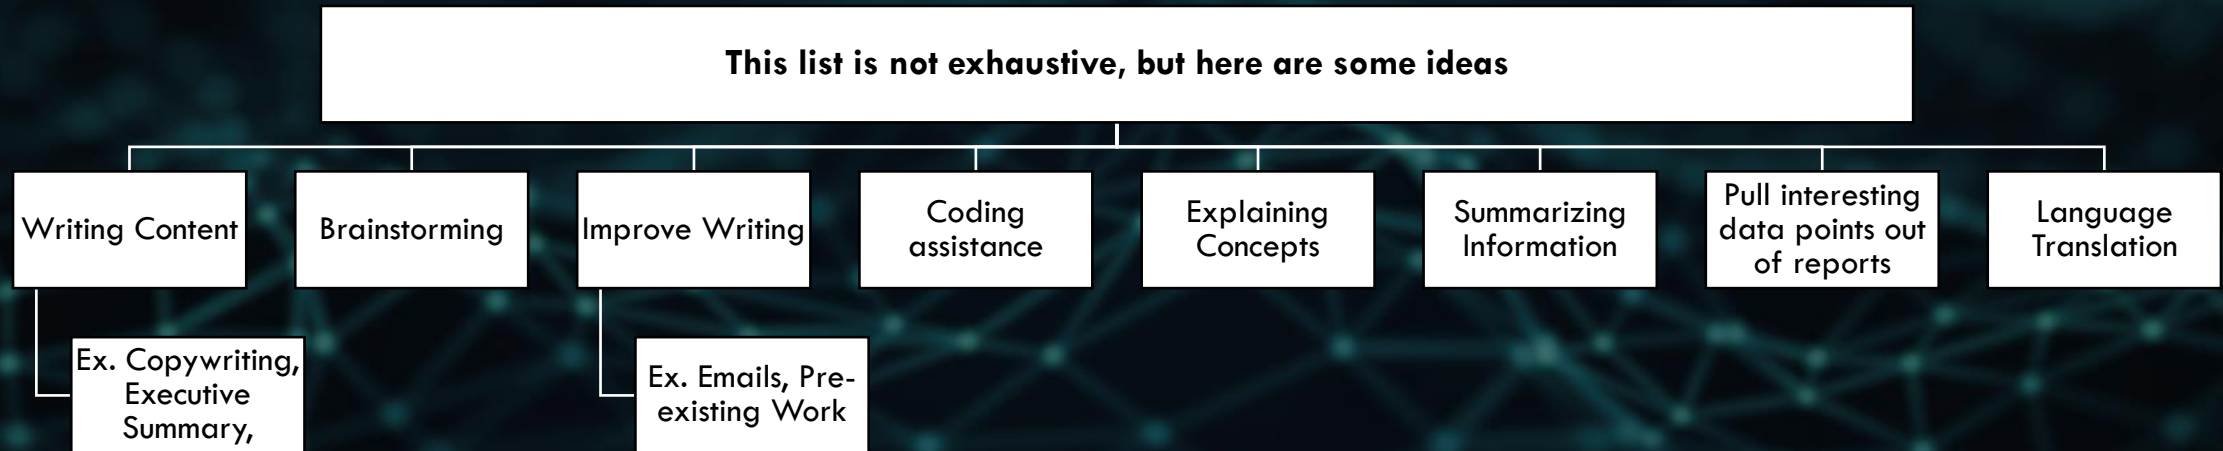 This list is not exhaustive, but here are some ideas
Writing Content
Brainstorming
Improve Writing
Coding
assistance
Explaining
Concepts
Summarizing
Information
Pull interesting
data points out
of reports
Language
Translation
Ex. Copywriting,
Executive
Summary,
Ex. Emails, Pre-
existing Work